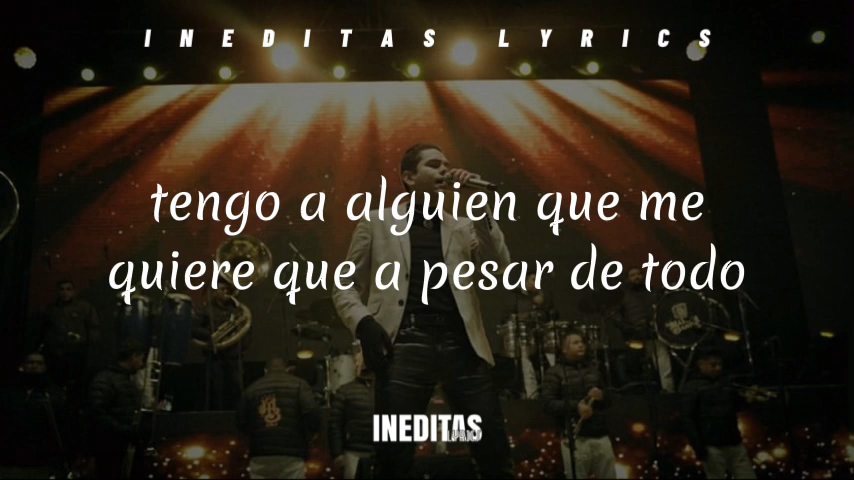 INEDITAS LYRICS
tengo a alguien que me
quiere que a pesar de todo
INEDITAS